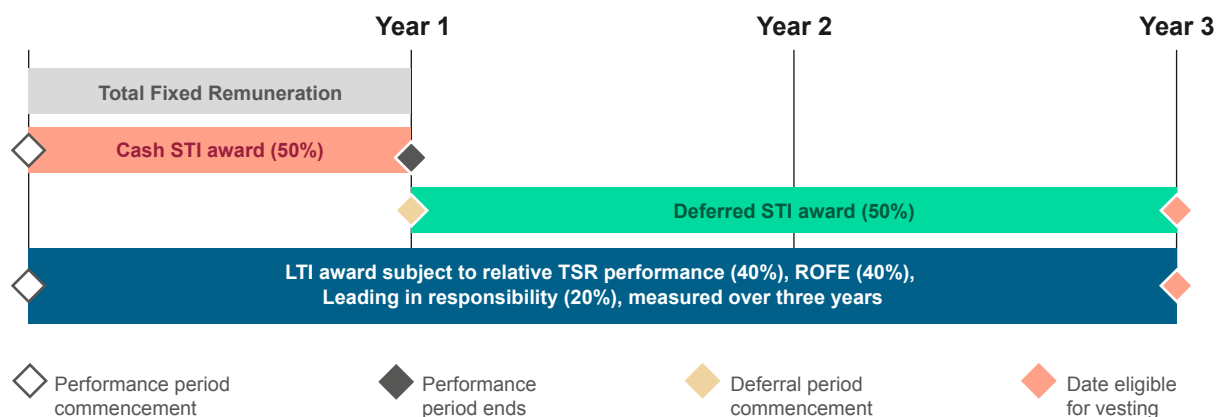 Year 1
Year 2
Year 3
Total Fixed Remuneration
Cash STI award (50%)
Deferred STI award (50%)
LTI award subject to relative TSR performance (40%), ROFE (40%),
Leading in responsibility (20%), measured over three years
Performance period
commencement
Performance
period ends
Deferral period
commencement
Date eligible
for vesting